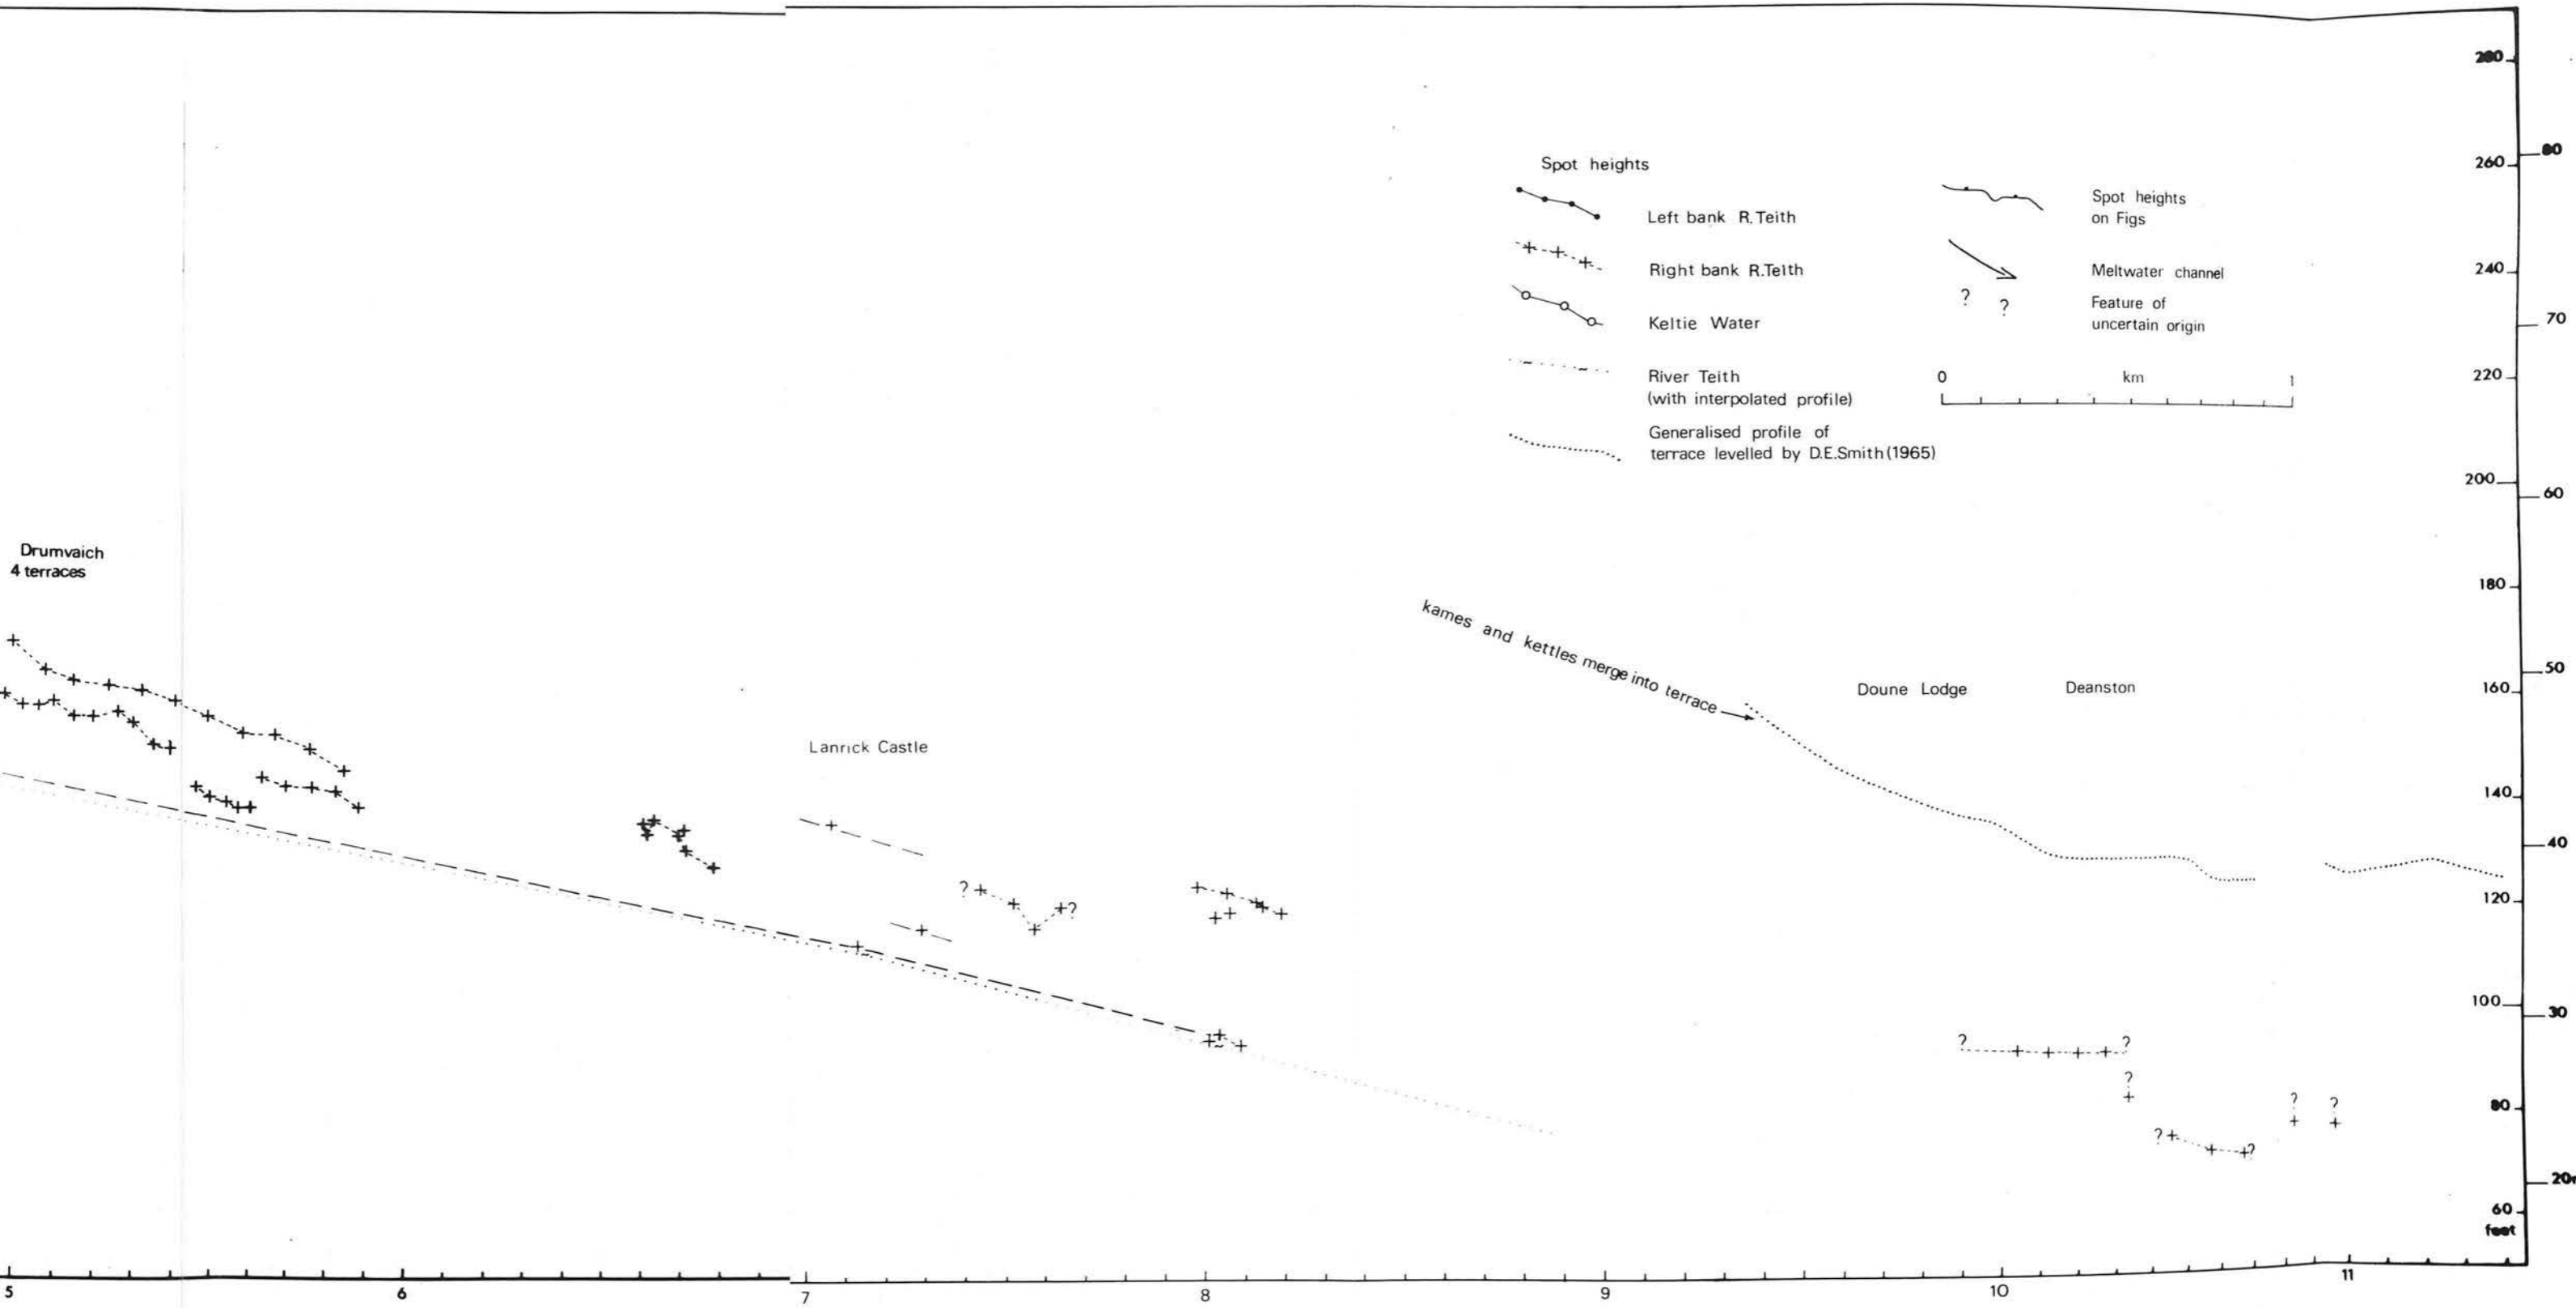 Spot heights
Left bank R.Teith
Right bank R.Teith
Keltie Water
River Teith
(with interpolated profile)
Generalised profile of
terrace levelled by D.E.Smith(1965)
Spot heights
on Figs
Meltwater channel
? ?
Feature of
uncertain origin
0 km 1
Drumvaich
4 terraces
Lanrick Castle
kames and kettles merge into terrace
Doune Lodge
Deanston
? ?
? ?
?
? ?
? ?
280
260
240
220
200
180
160
140
120
100
80
60
feet
80
70
60
50
40
30
5 6 7 8 9 10 11